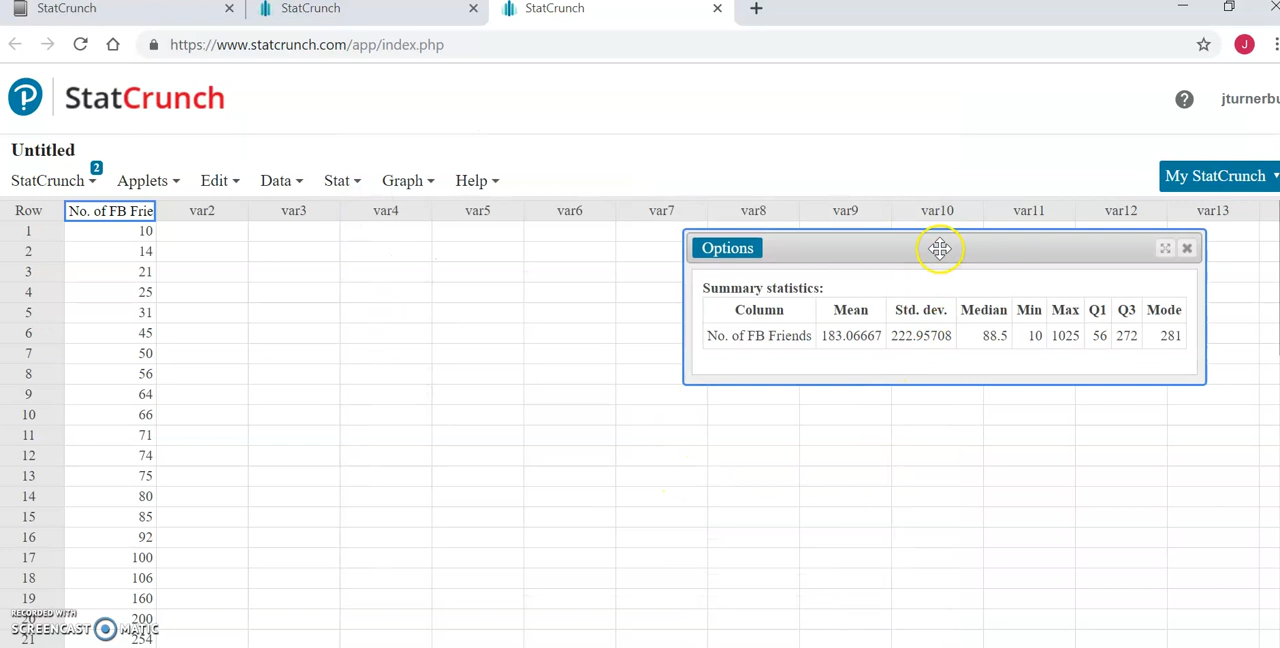 StatCrunch StatCrunch StatCrunch
https://www.statcrunch.com/app/index.php J
P StatCrunch ? jturnerbu
Untitled
2
StatCrunch Applets Edit Data Stat Graph Help My StatCrunch
Row No. of FB Frie var2 var3 var4 var5 var6 var7 var8 var9 var10 var11 var12 var13
1 10
2 14
3 21
4 25
5 31
6 45
7 50
8 56
9 64
10 66
11 71
12 74
13 75
14 80
15 85
16 92
17 100
18 106
19 160
20 200
21 254
Options
Summary statistics:
Column Mean Std. dev. Median Min Max Q1 Q3 Mode
No. of FB Friends 183.06667 222.95708 88.5 10 1025 56 272 281
RECORDED WITH
SCREENCAST MATIC